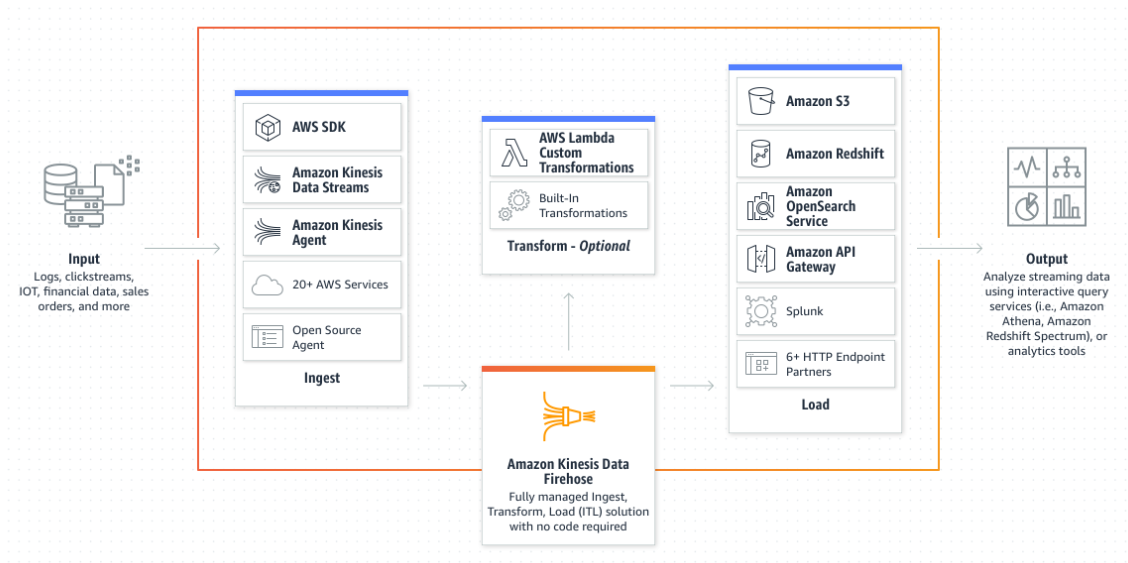 Input
Logs, clickstreams,
IOT, financial data, sales
orders, and more
AWS SDK
Amazon Kinesis
Data Streams
Amazon Kinesis
Agent
20+ AWS Services
Open Source
Agent
Ingest
AWS Lambda
Custom
Transformations
Built-In
Transformations
Transform - Optional
Amazon Kinesis Data
Firehose
Fully managed Ingest,
Transform, Load (ITL) solution
with no code required
Amazon S3
Amazon Redshift
Amazon
OpenSearch
Service
Amazon API
Gateway
Splunk
6+ HTTP Endpoint
Partners
Load
Output
Analyze streaming data
using interactive query
services (i.e., Amazon
Athena, Amazon
Redshift Spectrum), or
analytics tools